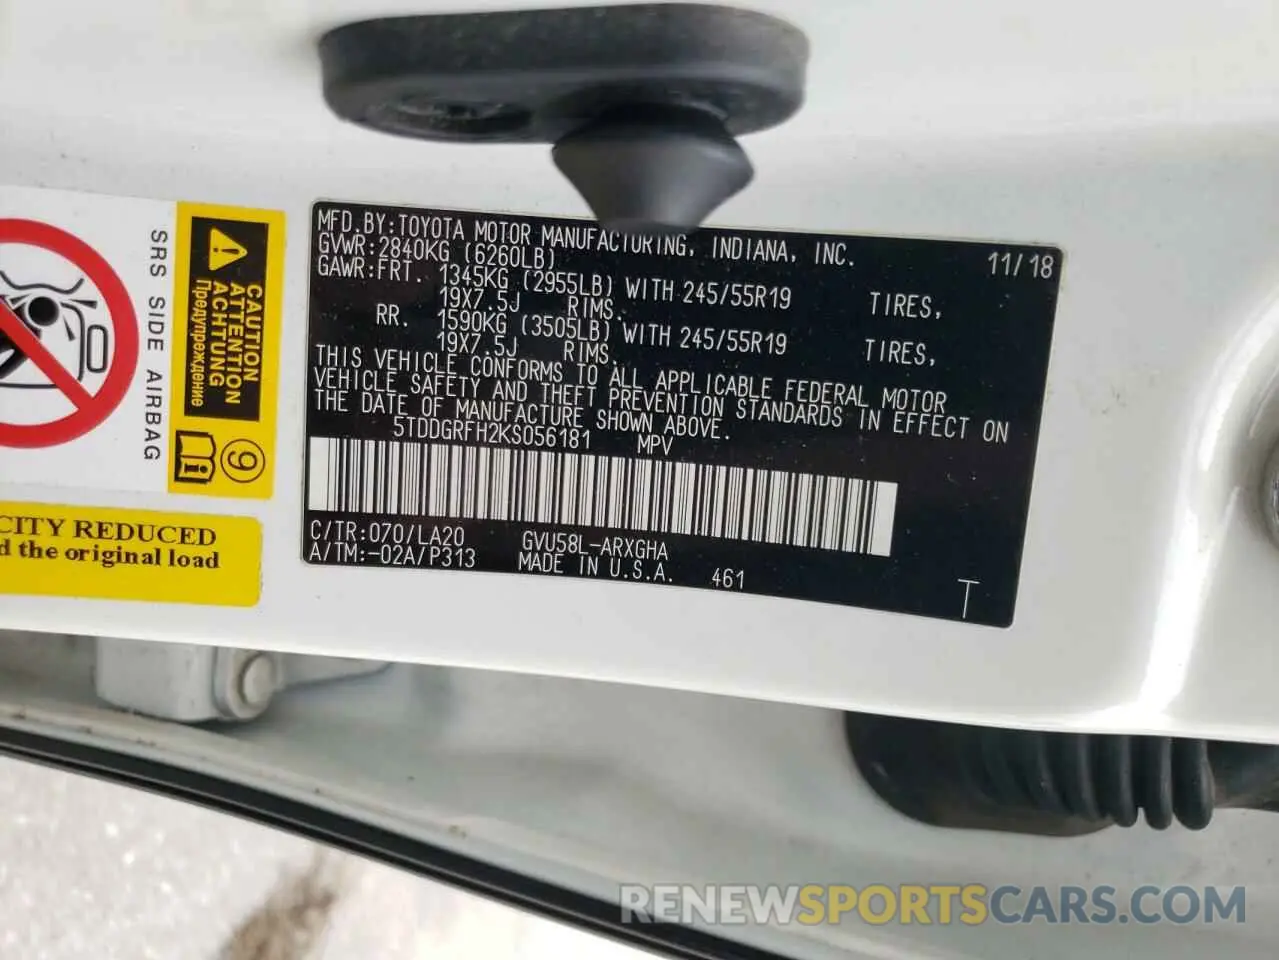 MFD.BY:TOYOTA MOTOR MANUFACTURING, INDIANA, INC. 11/18
GVWR:2840KG (6260LB)
GAWR:FRT. 1345KG (2955LB) WITH 245/55R19 TIRES,
19X7.5J RIMS.
RR. 1590KG (3505LB) WITH 245/55R19 TIRES,
19X7.5J RIMS.
THIS VEHICLE CONFORMS TO ALL APPLICABLE FEDERAL MOTOR
VEHICLE SAFETY AND THEFT PREVENTION STANDARDS IN EFFECT ON
THE DATE OF MANUFACTURE SHOWN ABOVE.
5TDDGRFH2KS056181 MPV
C/TR:070/LA20 GVU58L-ARXGHA
A/TM:-02A/P313 MADE IN U.S.A. 461
T
SRS SIDE AIRBAG
CAUTION
ATTENTION
ACHTUNG
Предупреждение
9
CITY REDUCED
d the original load
RENEWSPORTSCARS.COM